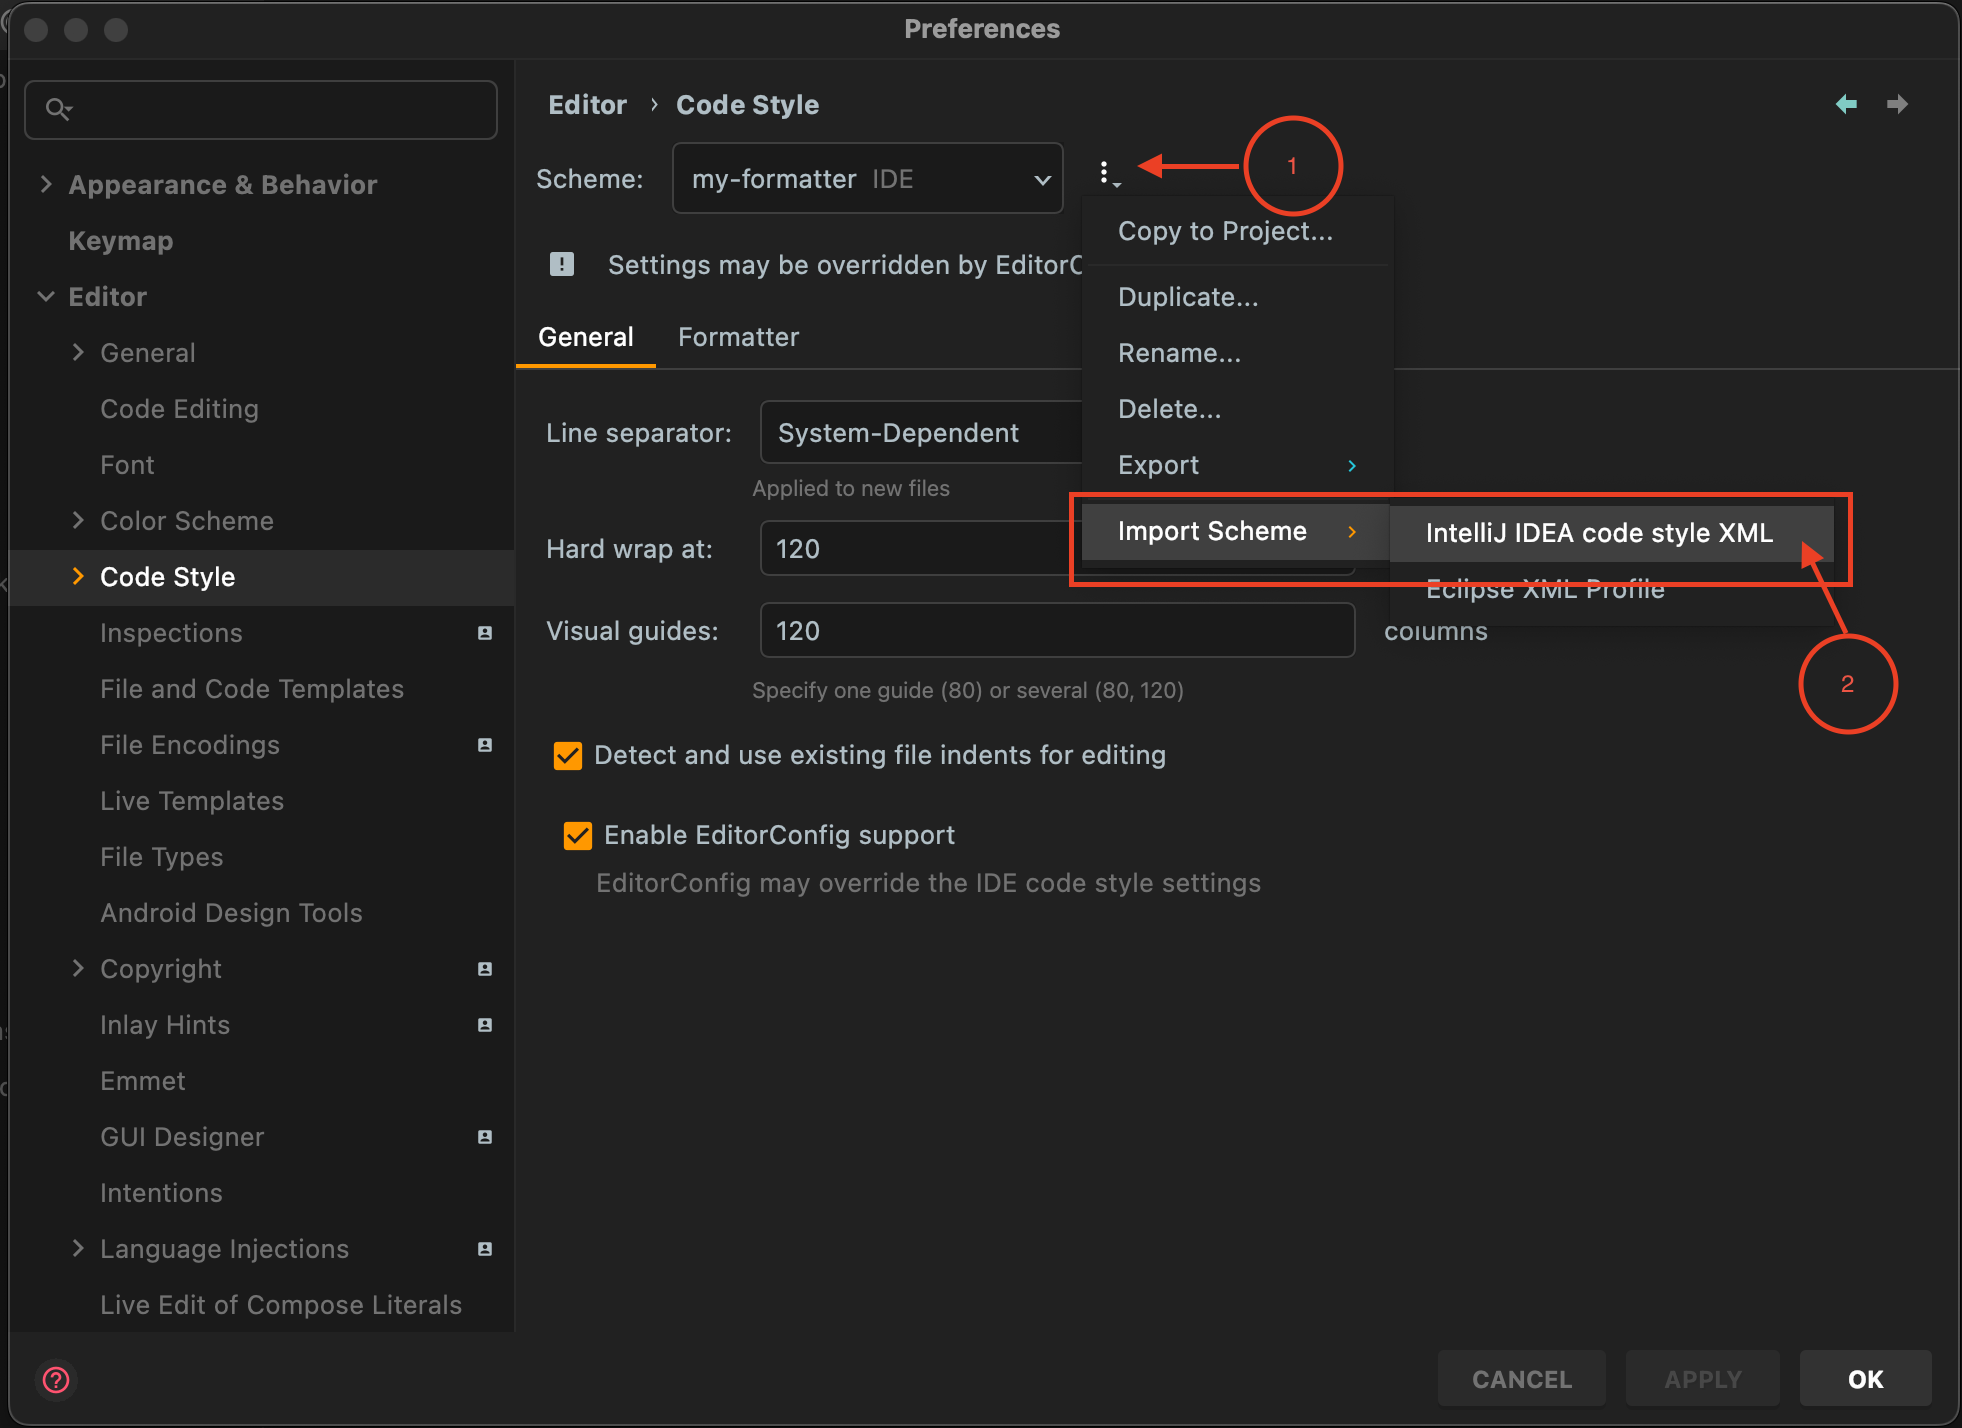 Preferences
Appearance & Behavior
Keymap
Editor
General
Code Editing
Font
Color Scheme
Code Style
Inspections
File and Code Templates
File Encodings
Live Templates
File Types
Android Design Tools
Copyright
Inlay Hints
Emmet
GUI Designer
Intentions
Language Injections
Live Edit of Compose Literals
Editor › Code Style
Scheme: my-formatter IDE
1
Settings may be overridden by EditorC
General Formatter
Line separator: System-Dependent
Applied to new files
Hard wrap at: 120
Visual guides: 120 columns
Specify one guide (80) or several (80, 120)
Detect and use existing file indents for editing
Enable EditorConfig support
EditorConfig may override the IDE code style settings
Copy to Project...
Duplicate...
Rename...
Delete...
Export
Import Scheme
IntelliJ IDEA code style XML
Eclipse XML Profile
2
?
CANCEL APPLY OK